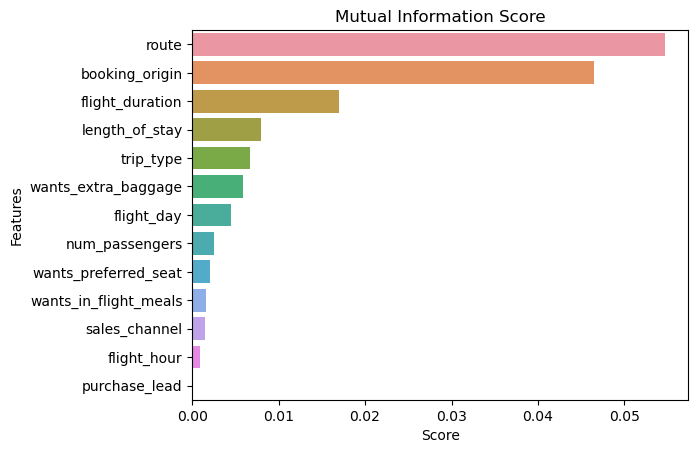 Mutual Information Score
route
booking_origin
flight_duration
length_of_stay
trip_type
wants_extra_baggage
flight_day
num_passengers
wants_preferred_seat
wants_in_flight_meals
sales_channel
flight_hour
purchase_lead
Features
0.00 0.01 0.02 0.03 0.04 0.05
Score